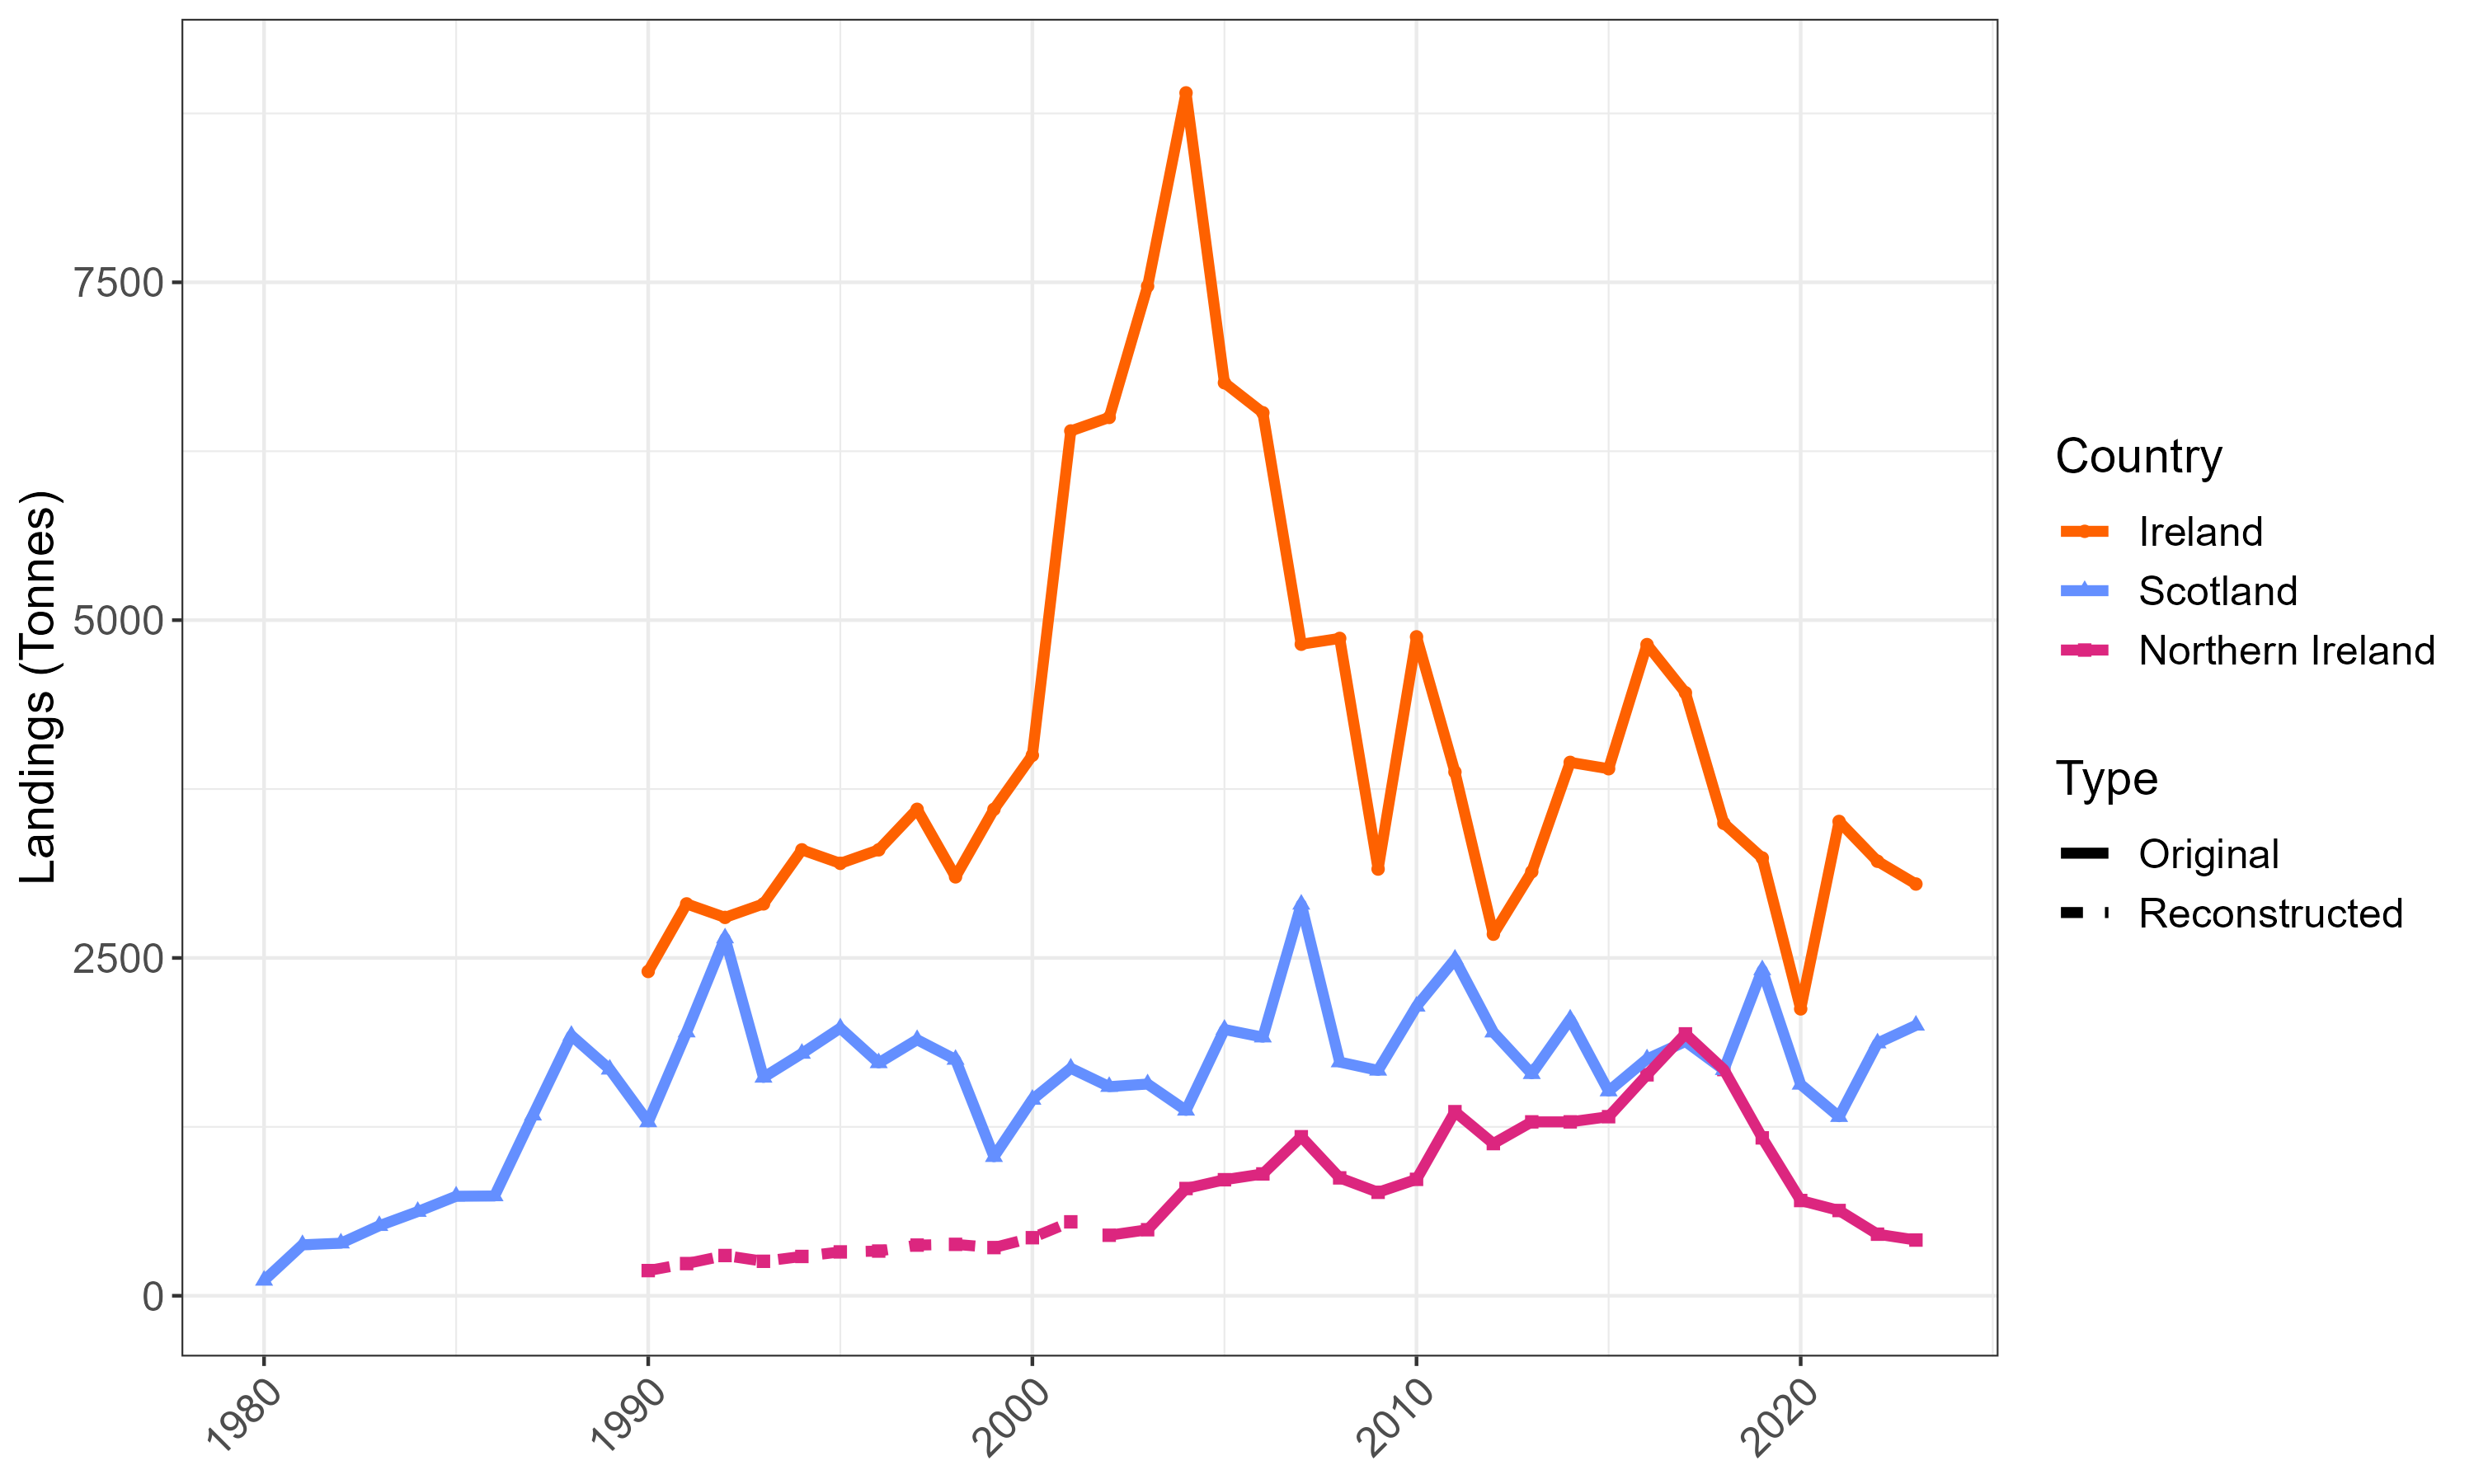 Landings (Tonnes)
7500
5000
2500
0
1980
1990
2000
2010
2020
Country
Ireland
Scotland
Northern Ireland
Type
Original
Reconstructed